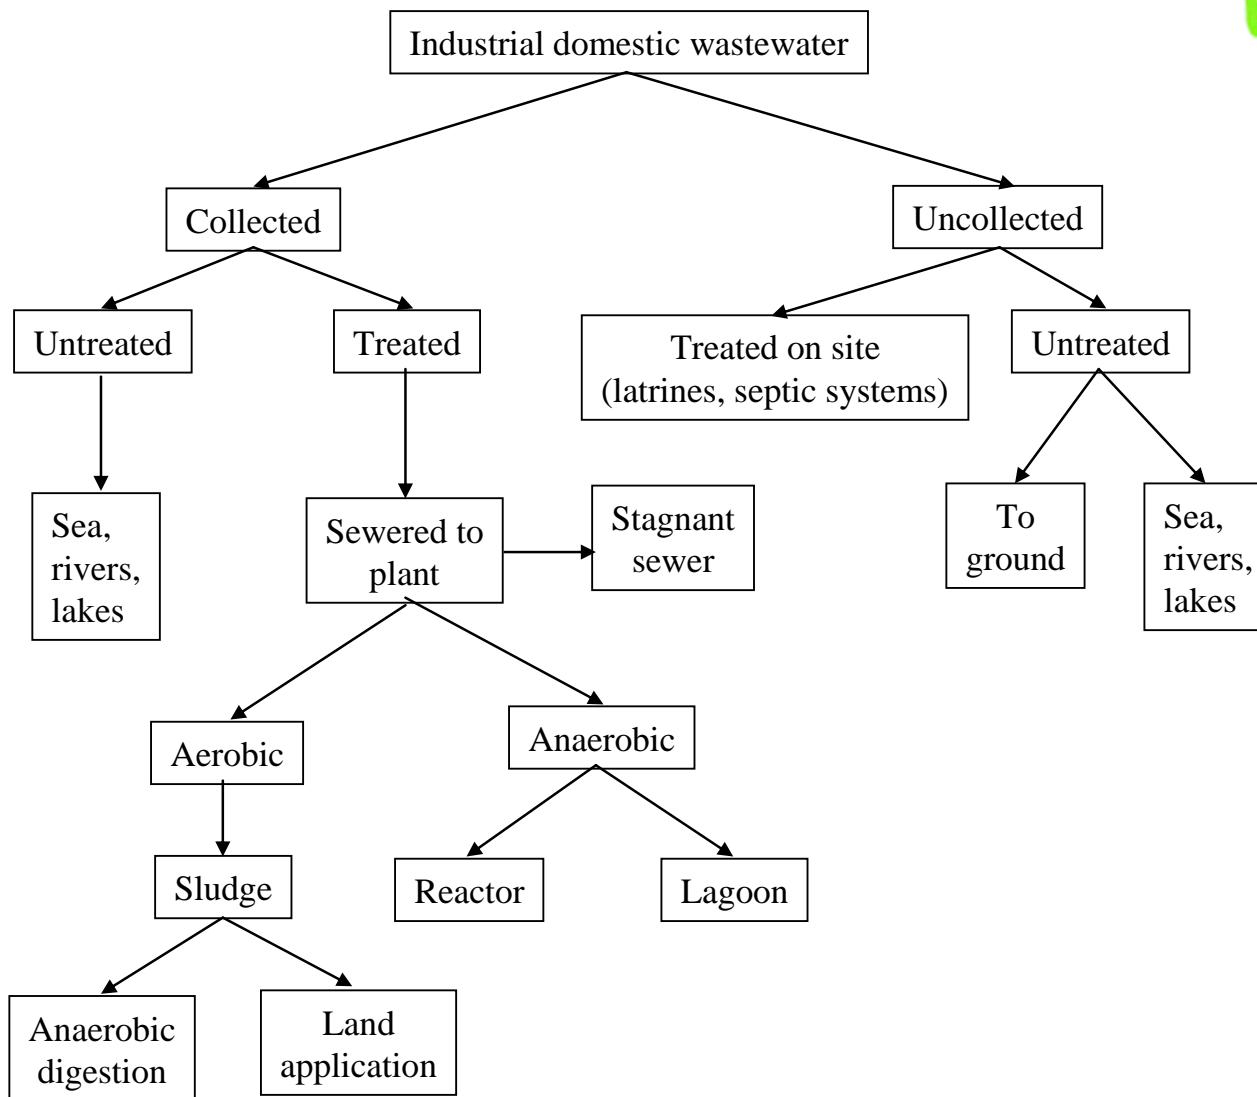 Industrial domestic wastewater
Collected
Uncollected
Untreated
Treated
Treated on site
(latrines, septic systems)
Untreated
Sea,
rivers,
lakes
Sewered to
plant
Stagnant
sewer
To
ground
Sea,
rivers,
lakes
Aerobic
Anaerobic
Sludge
Reactor
Lagoon
Anaerobic
digestion
Land
application